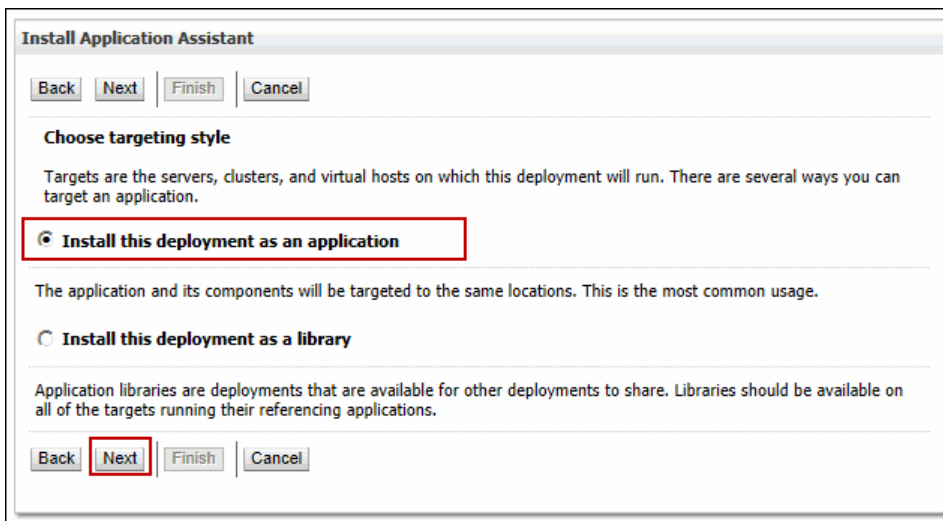 Install Application Assistant
Back Next Finish Cancel
Choose targeting style
Targets are the servers, clusters, and virtual hosts on which this deployment will run. There are several ways you can
target an application.
Install this deployment as an application
The application and its components will be targeted to the same locations. This is the most common usage.
Install this deployment as a library
Application libraries are deployments that are available for other deployments to share. Libraries should be available on
all of the targets running their referencing applications.
Back Next Finish Cancel